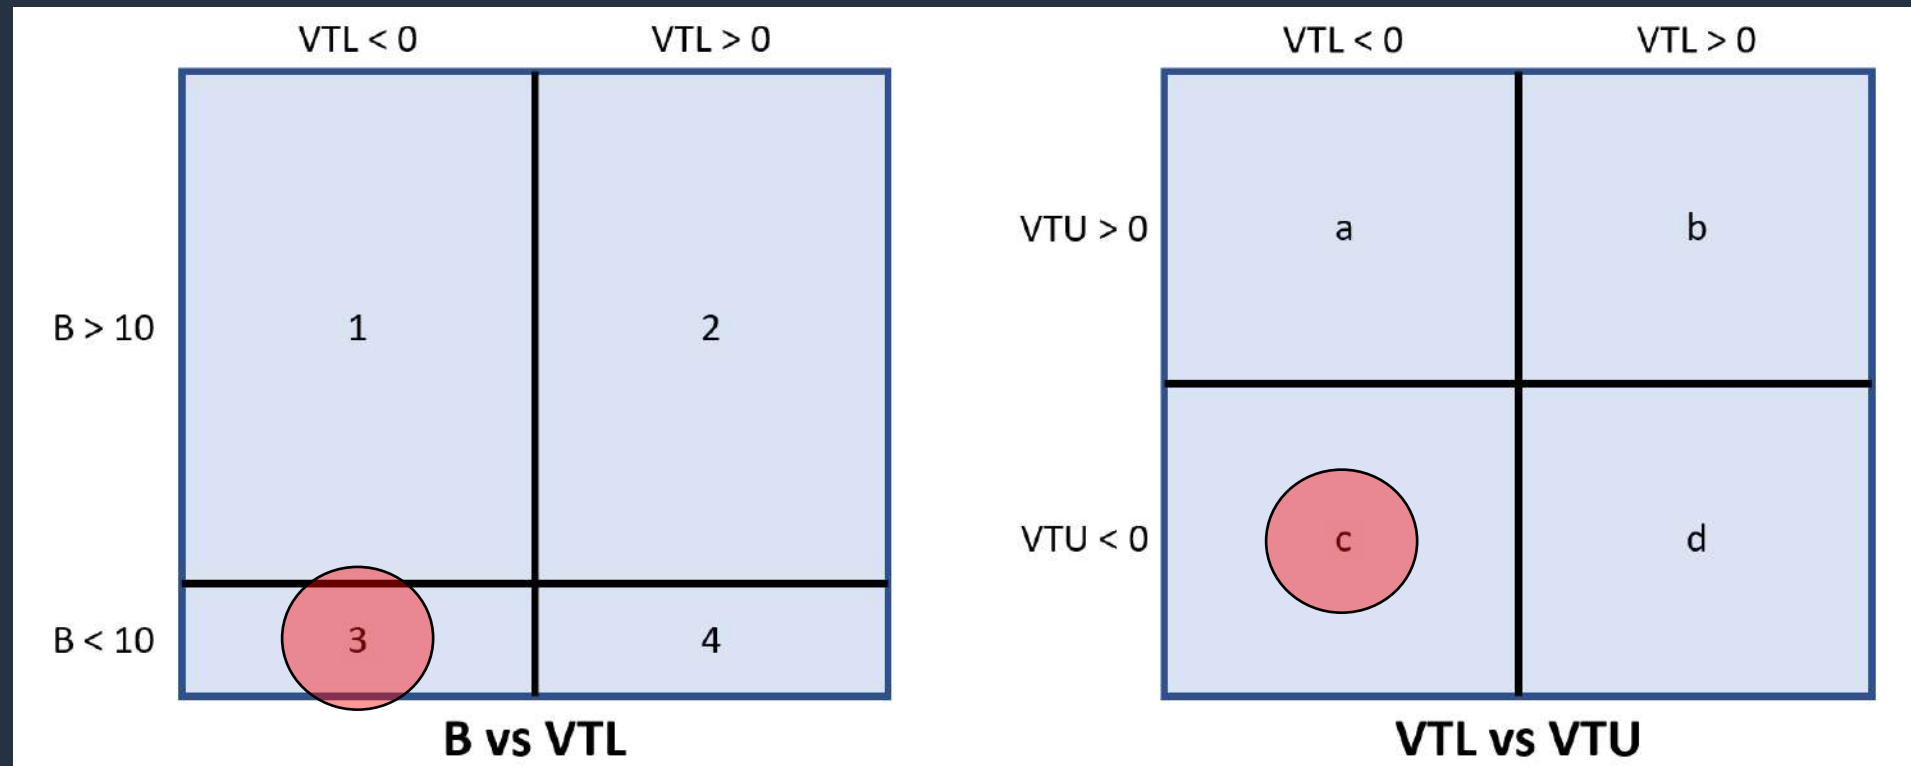 VTL < 0 VTL > 0
B > 10 1 2
B < 10 3 4
B vs VTL
VTL < 0 VTL > 0
VTU > 0 a b
VTU < 0 c d
VTL vs VTU